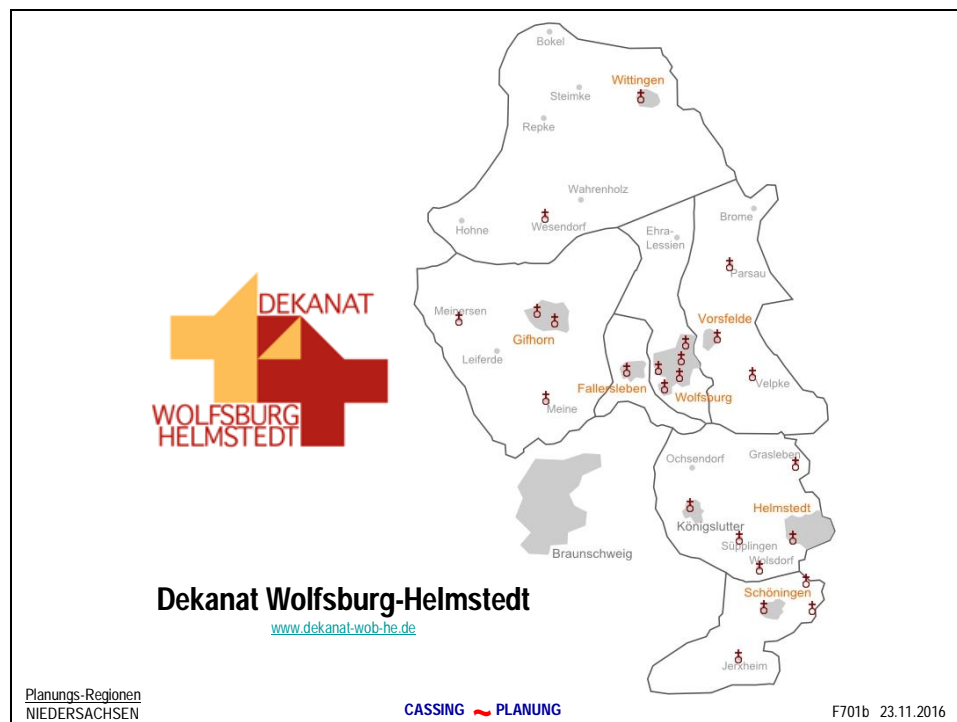 Bokel
Wittingen
Steimke
Repke
Wahrenholz
Hohne
Wesendorf
Brome
Ehra-
Lessien
Parsau
DEKANAT
WOLFSBURG
HELMSTEDT
Meinersen
Gifhorn
Vorsfelde
Leiferde
Fallersleben
Wolfsburg
Velpke
Meine
Ochsendorf
Grasleben
Helmstedt
Königslutter
Süpplingen
Braunschweig
Wolsdorf
Schöningen
Jerxheim
Dekanat Wolfsburg-Helmstedt
www.dekanat-wob-he.de
Planungs-Regionen
NIEDERSACHSEN
CASSING ~ PLANUNG
F701b 23.11.2016